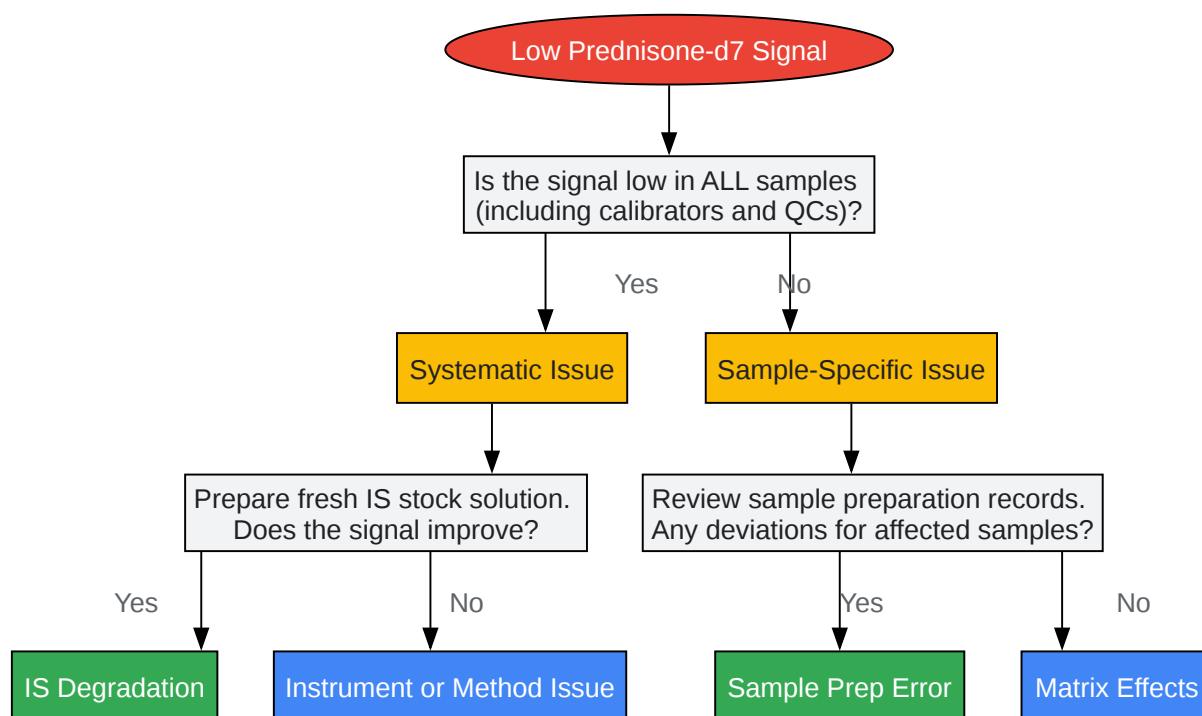 Low Prednisone-d7 Signal
Is the signal low in ALL samples
(including calibrators and QCs)?
Yes
No
Systematic Issue
Sample-Specific Issue
Prepare fresh IS stock solution.
Does the signal improve?
Review sample preparation records.
Any deviations for affected samples?
Yes
No
Yes
No
IS Degradation
Instrument or Method Issue
Sample Prep Error
Matrix Effects